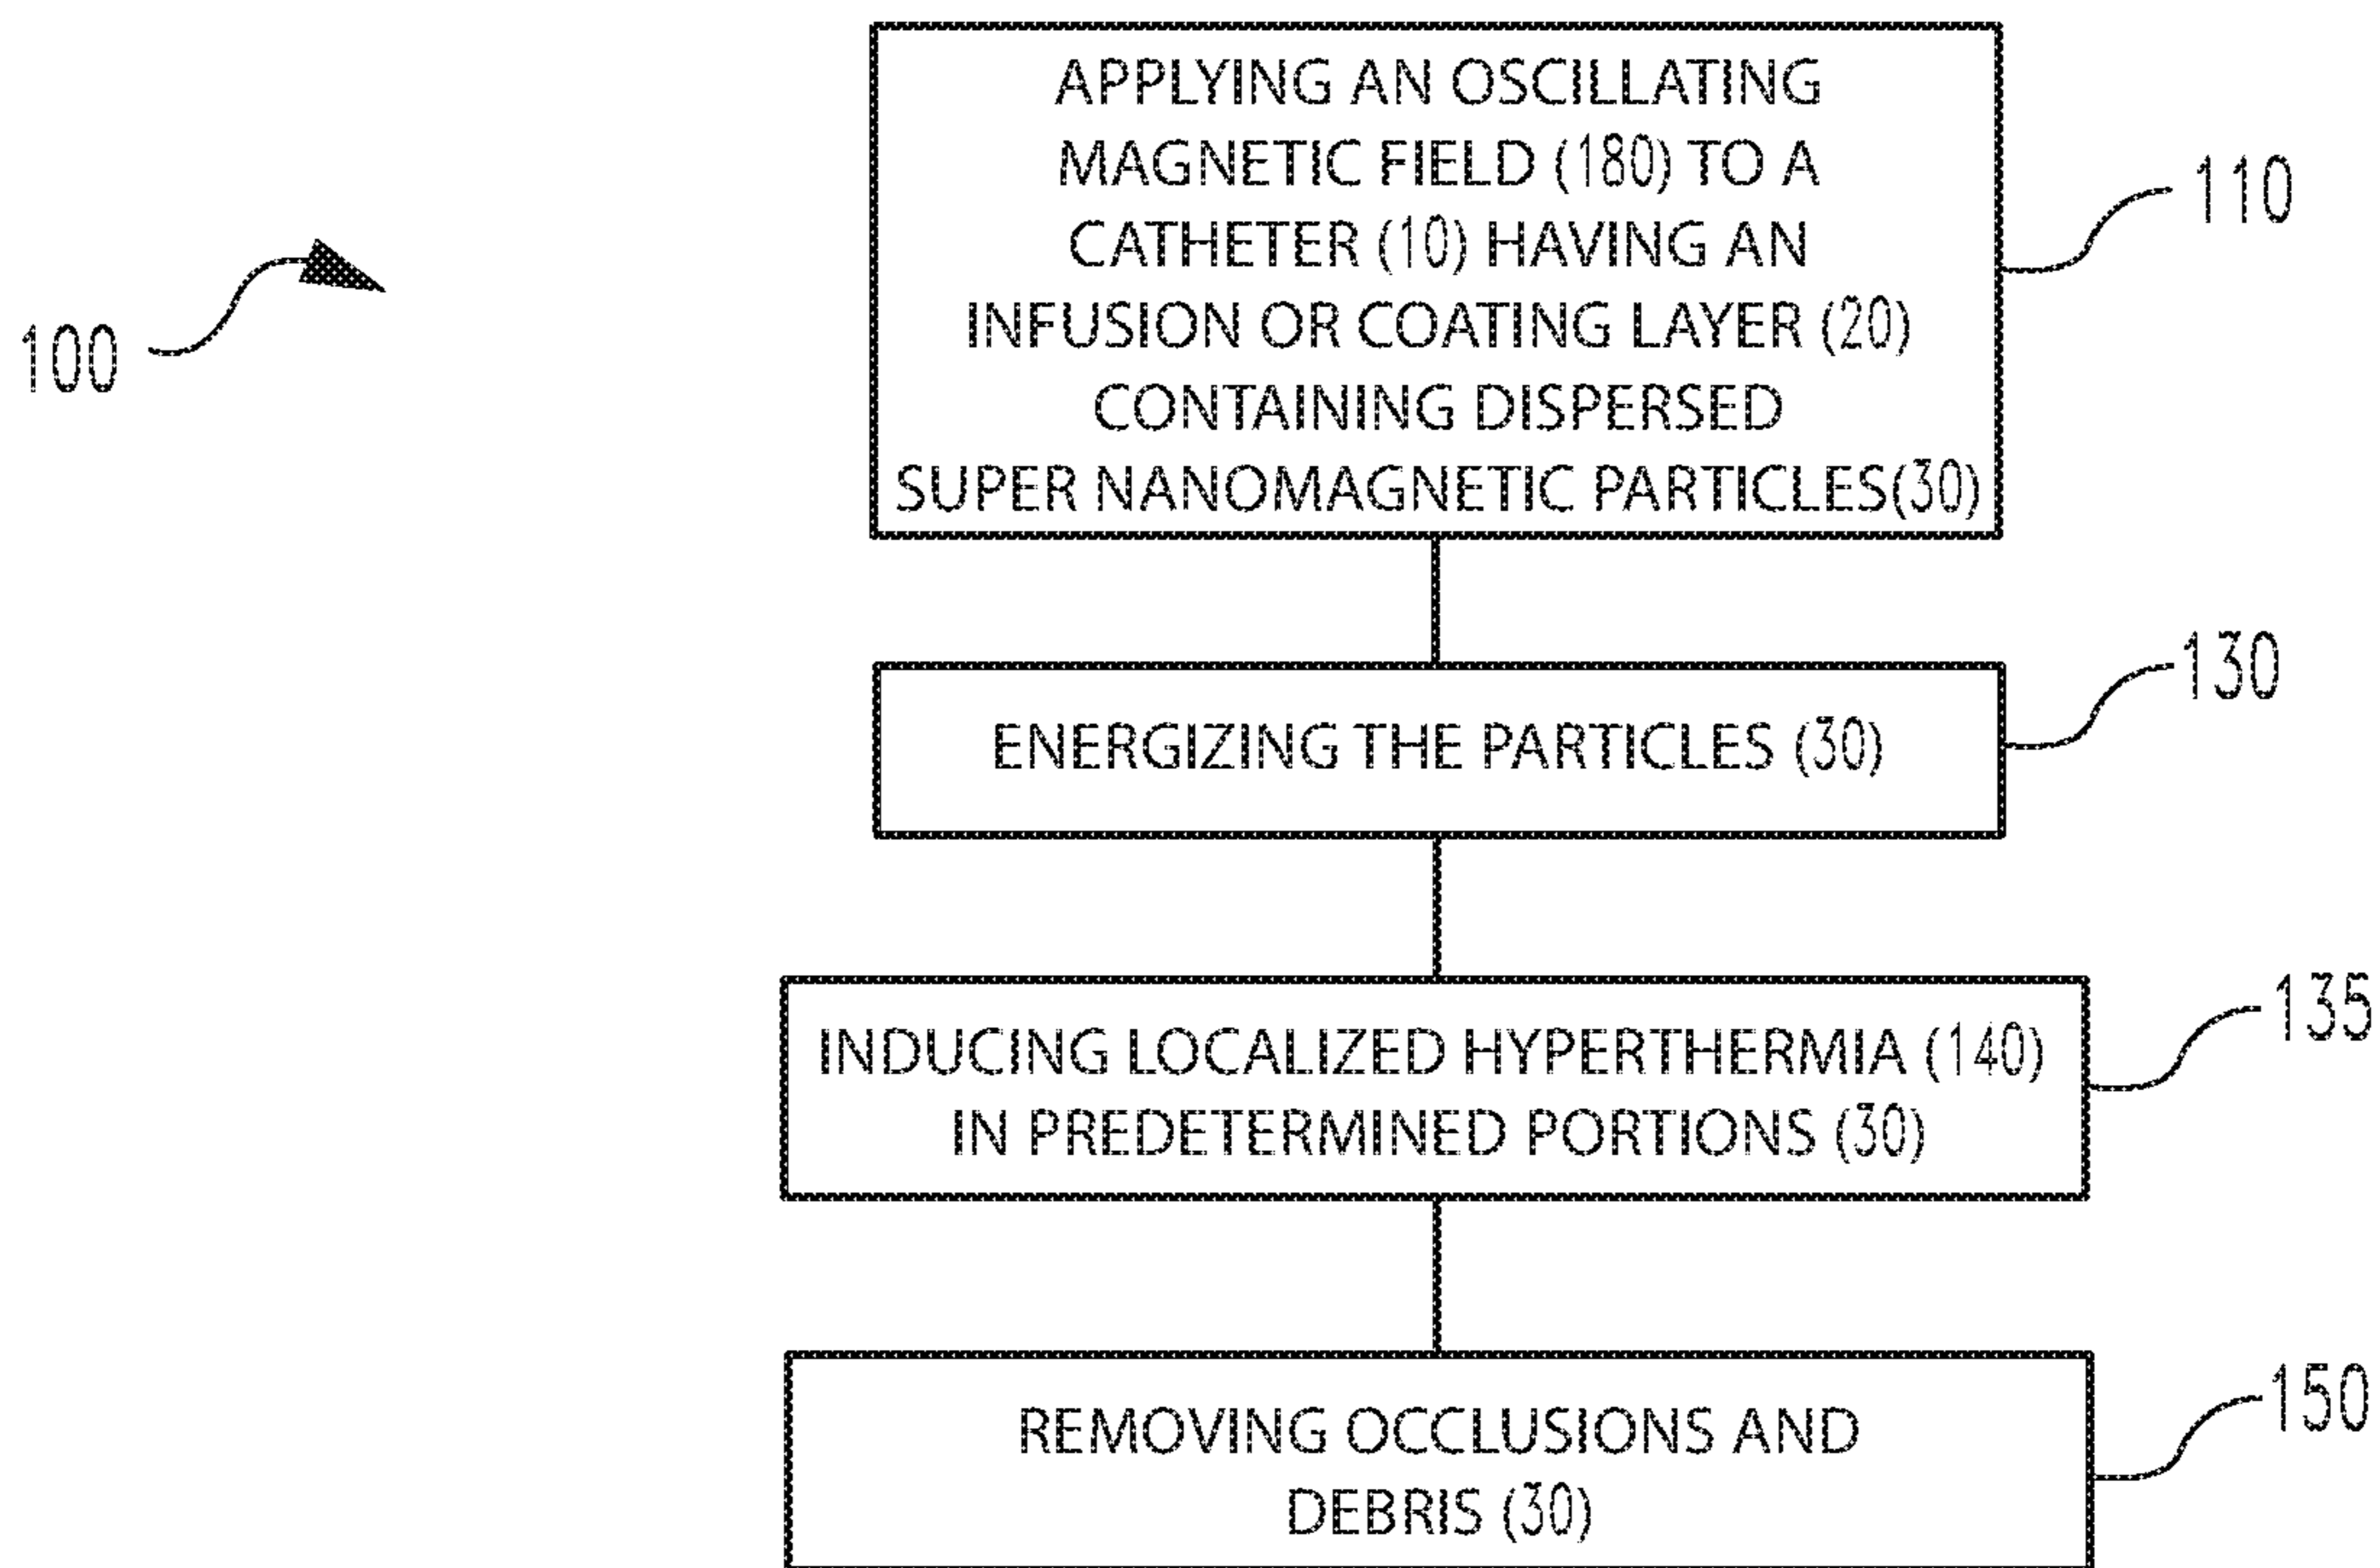 APPLYING AN OSCILLATING
MAGNETIC FIELD (180) TO A
CATHETER (10) HAVING AN
INFUSION OR COATING LAYER (20)
CONTAINING DISPERSED
SUPER NANOMAGNETIC PARTICLES(30)
110
100
ENERGIZING THE PARTICLES (30)
130
INDUCING LOCALIZED HYPERTHERMIA (140)
IN PREDETERMINED PORTIONS (30)
135
REMOVING OCCLUSIONS AND
DEBRIS (30)
150